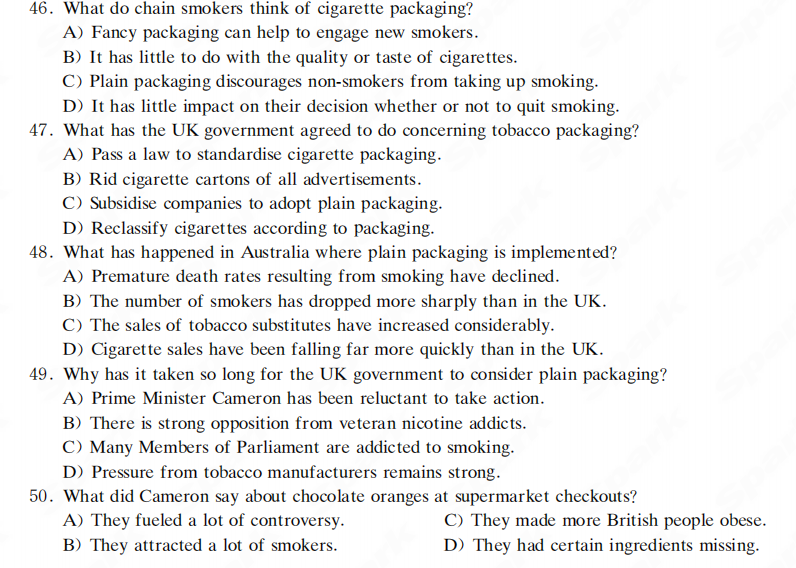 46. What do chain smokers think of cigarette packaging?
A) Fancy packaging can help to engage new smokers.
B) It has little to do with the quality or taste of cigarettes.
C) Plain packaging discourages non-smokers from taking up smoking.
D) It has little impact on their decision whether or not to quit smoking.
47. What has the UK government agreed to do concerning tobacco packaging?
A) Pass a law to standardise cigarette packaging.
B) Rid cigarette cartons of all advertisements.
C) Subsidise companies to adopt plain packaging.
D) Reclassify cigarettes according to packaging.
48. What has happened in Australia where plain packaging is implemented?
A) Premature death rates resulting from smoking have declined.
B) The number of smokers has dropped more sharply than in the UK.
C) The sales of tobacco substitutes have increased considerably.
D) Cigarette sales have been falling far more quickly than in the UK.
49. Why has it taken so long for the UK government to consider plain packaging?
A) Prime Minister Cameron has been reluctant to take action.
B) There is strong opposition from veteran nicotine addicts.
C) Many Members of Parliament are addicted to smoking.
D) Pressure from tobacco manufacturers remains strong.
50. What did Cameron say about chocolate oranges at supermarket checkouts?
A) They fueled a lot of controversy. C) They made more British people obese.
B) They attracted a lot of smokers. D) They had certain ingredients missing.